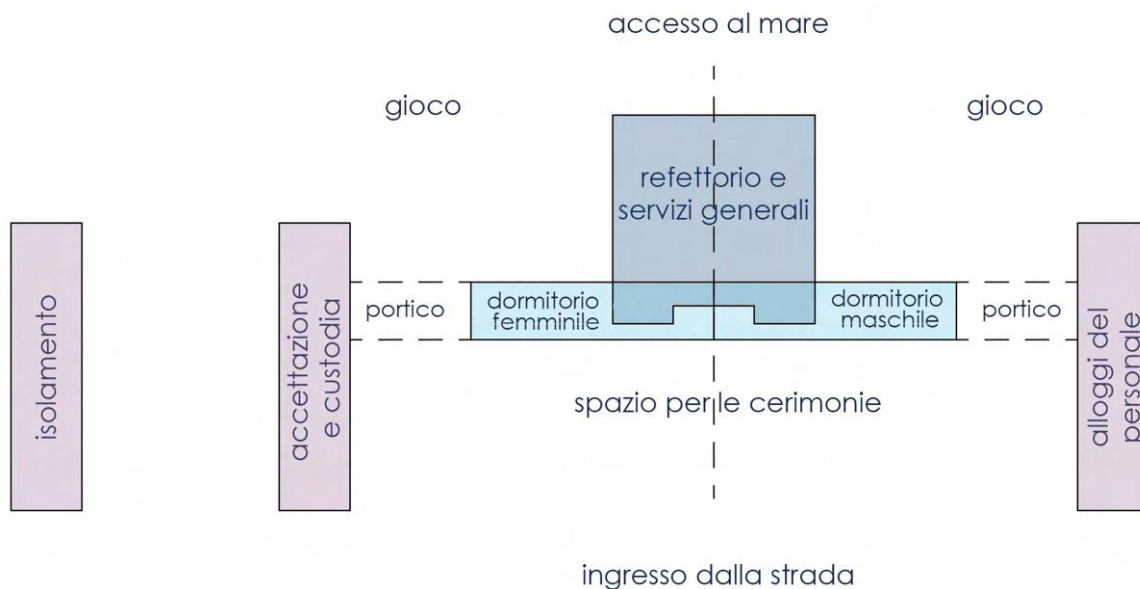 accesso al mare
gioco
gioco
refettorio e
servizi generali
isolamento
accettazione
e custodia
portico
dormitorio
femminile
dormitorio
maschile
portico
alloggi del
personale
spazio per le cerimonie
ingresso dalla strada